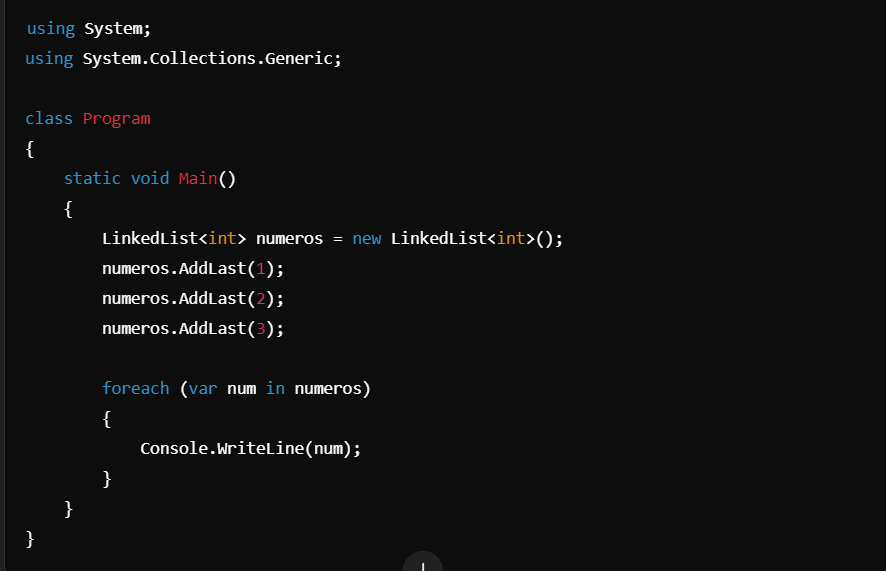 using System;
using System.Collections.Generic;
class Program
{
    static void Main()
    {
        LinkedList<int> numeros = new LinkedList<int>();
        numeros.AddLast(1);
        numeros.AddLast(2);
        numeros.AddLast(3);
        foreach (var num in numeros)
        {
            Console.WriteLine(num);
        }
    }
}